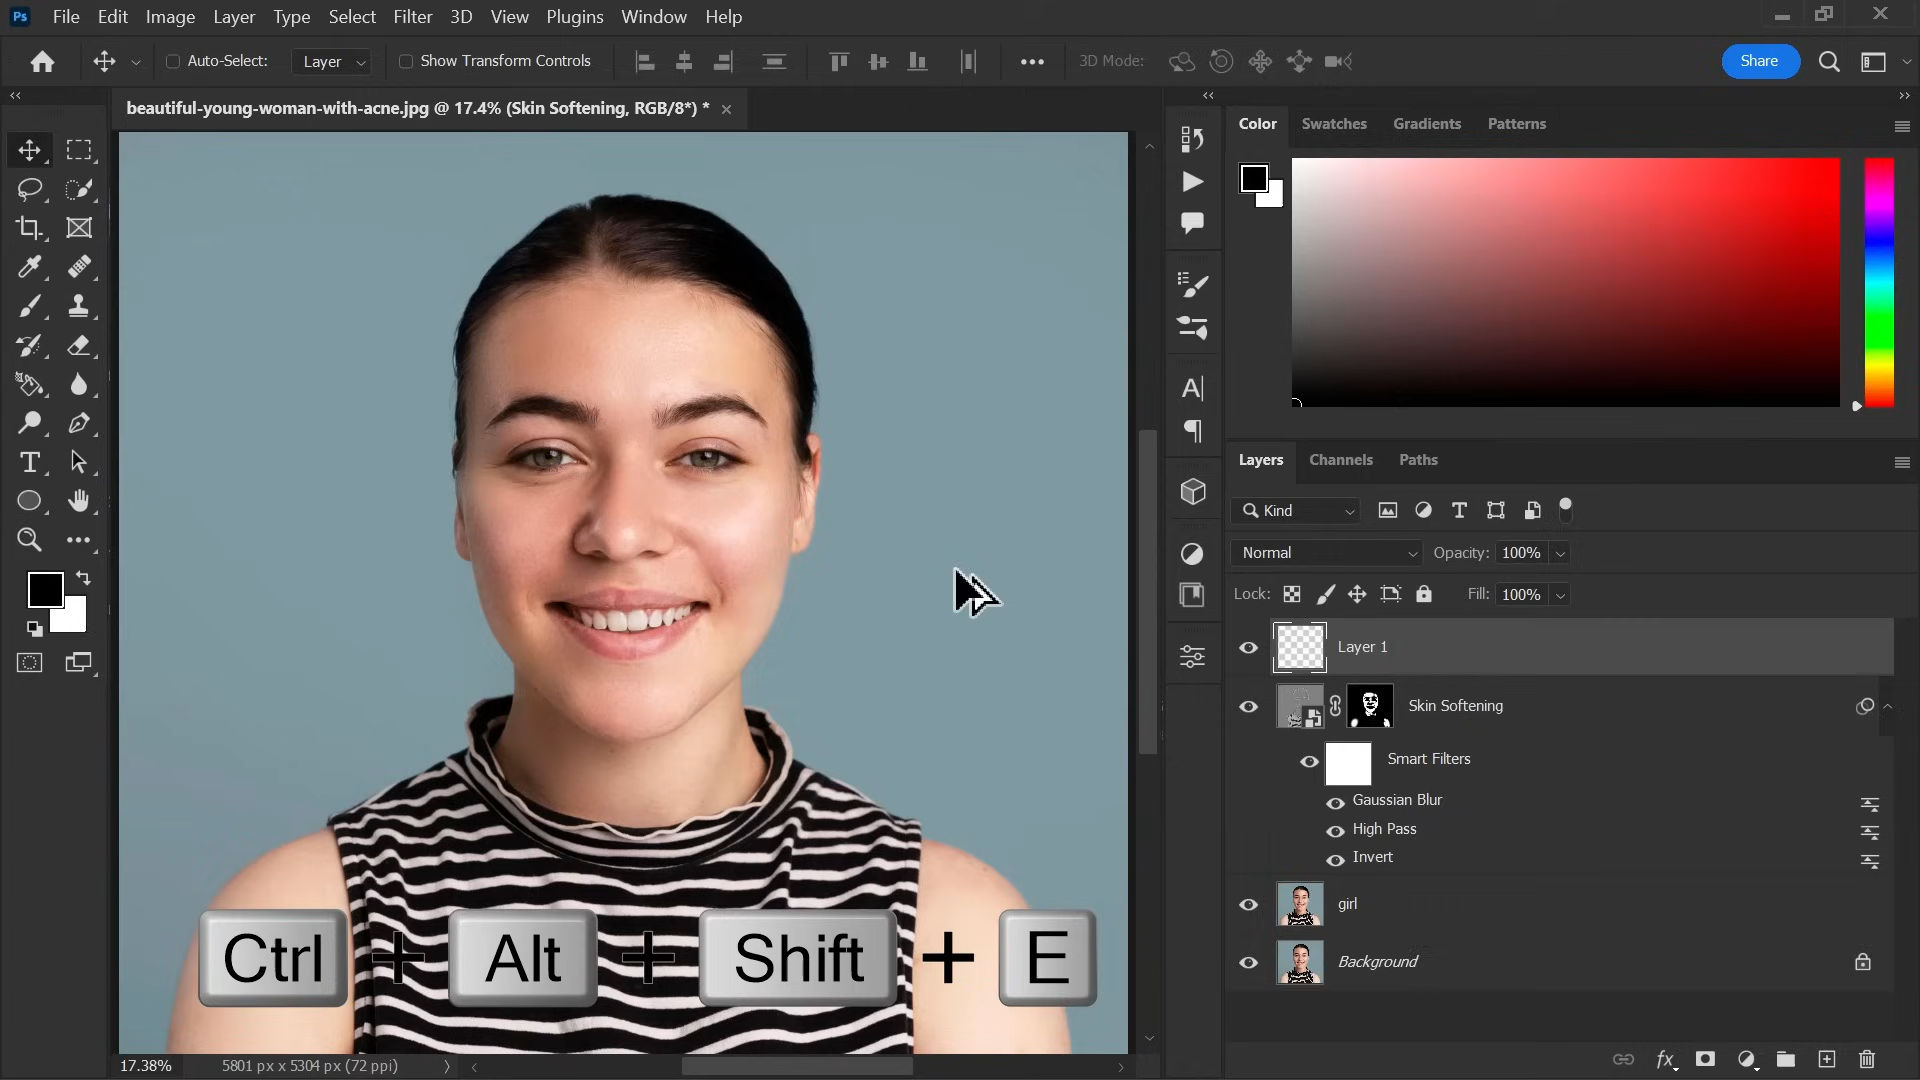 Ps File Edit Image Layer Type Select Filter 3D View Plugins Window Help
Auto-Select: Layer Show Transform Controls 3D Mode: Share
beautiful-young-woman-with-acne.jpg @ 17.4% (Skin Softening, RGB/8*) *
Color Swatches Gradients Patterns
Layers Channels Paths
Kind
Normal Opacity: 100%
Lock: Fill: 100%
Layer 1
Skin Softening
Smart Filters
Gaussian Blur
High Pass
Invert
girl
Background
Ctrl + Alt + Shift + E
17.38% 5801 px x 5304 px (72 ppi)
fx